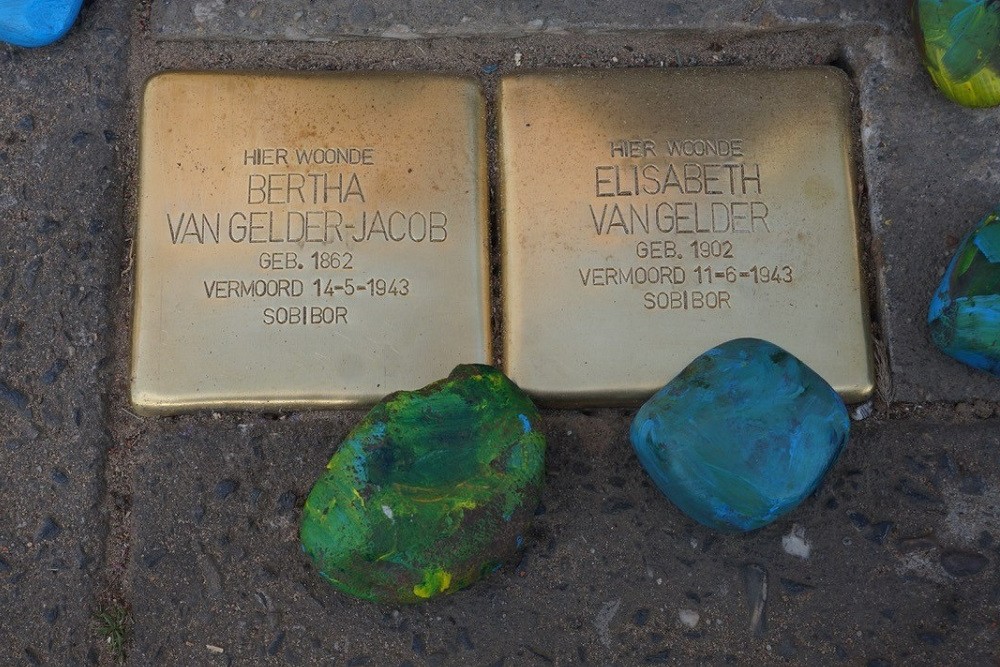 HIER WOONDE
BERTHA
VAN GELDER-JACOB
GEB. 1862
VERMOORD 14-5-1943
SOBIBOR
HIER WOONDE
ELISABETH
VAN GELDER
GEB. 1902
VERMOORD 11-6-1943
SOBIBOR